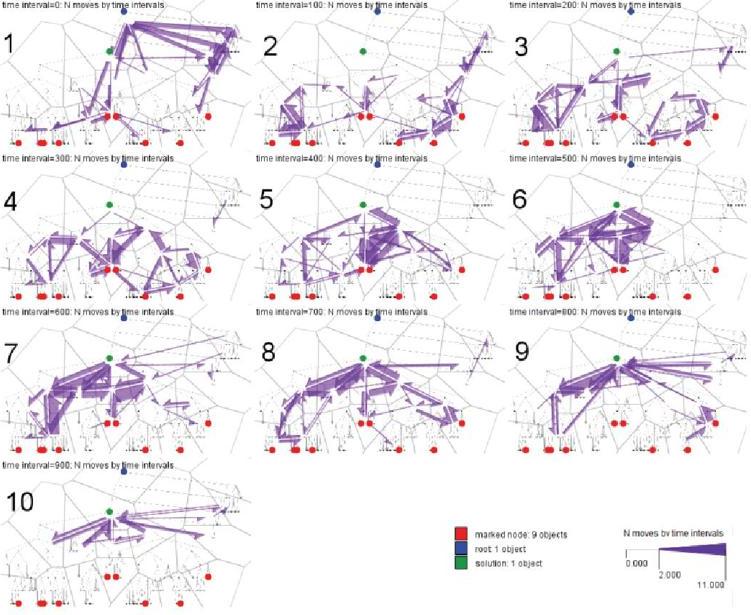 time interval=0: N moves by time intervals
time interval=100: N moves by time intervals
time interval=200: N moves by time intervals
1
2
3
time interval=300: N moves by time intervals
time interval=400: N moves by time intervals
time interval=500: N moves by time intervals
4
5
6
time interval=600: N moves by time intervals
time interval=700: N moves by time intervals
time interval=800: N moves by time intervals
7
8
9
time interval=900: N moves by time intervals
10
marked node: 9 objects
root: 1 object
solution: 1 object
N moves by time intervals
0.000
2.000
11.000